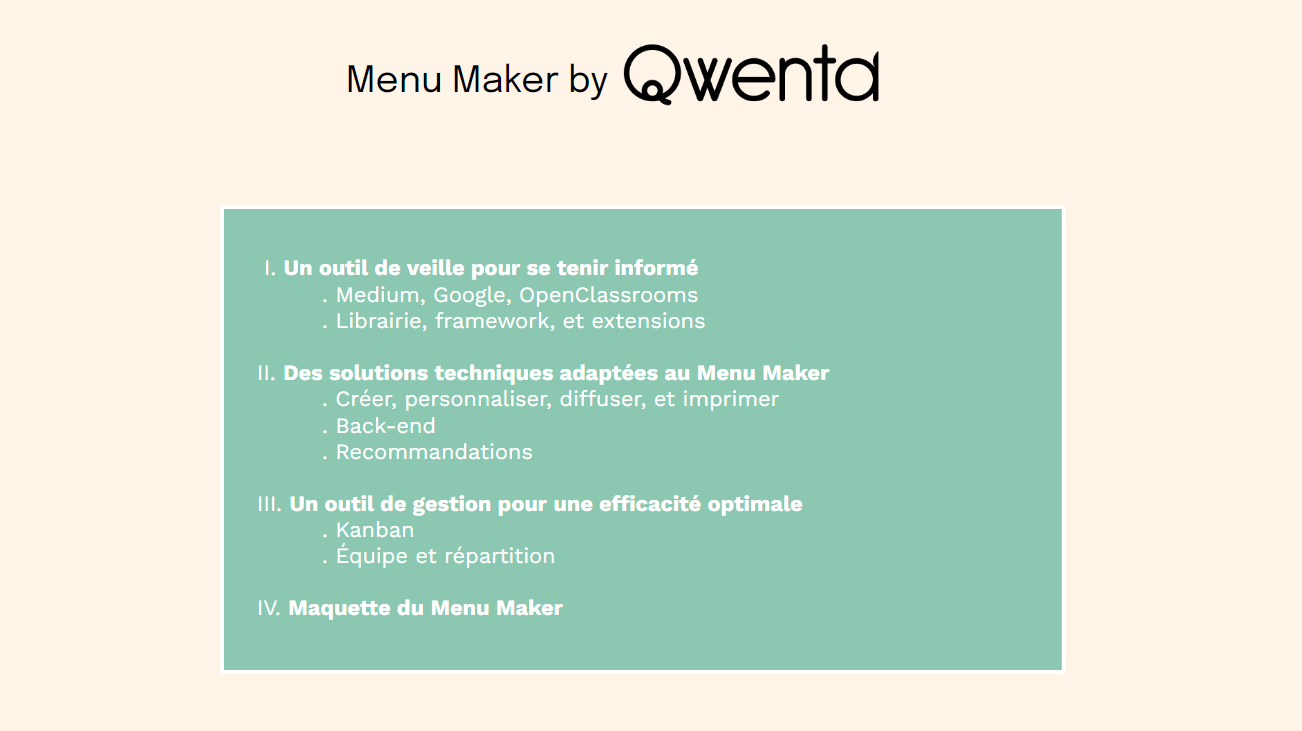 Menu Maker by Qwenta
I. Un outil de veille pour se tenir informé
. Medium, Google, OpenClassrooms
. Librairie, framework, et extensions
II. Des solutions techniques adaptées au Menu Maker
. Créer, personnaliser, diffuser, et imprimer
. Back-end
. Recommandations
III. Un outil de gestion pour une efficacité optimale
. Kanban
. Équipe et répartition
IV. Maquette du Menu Maker